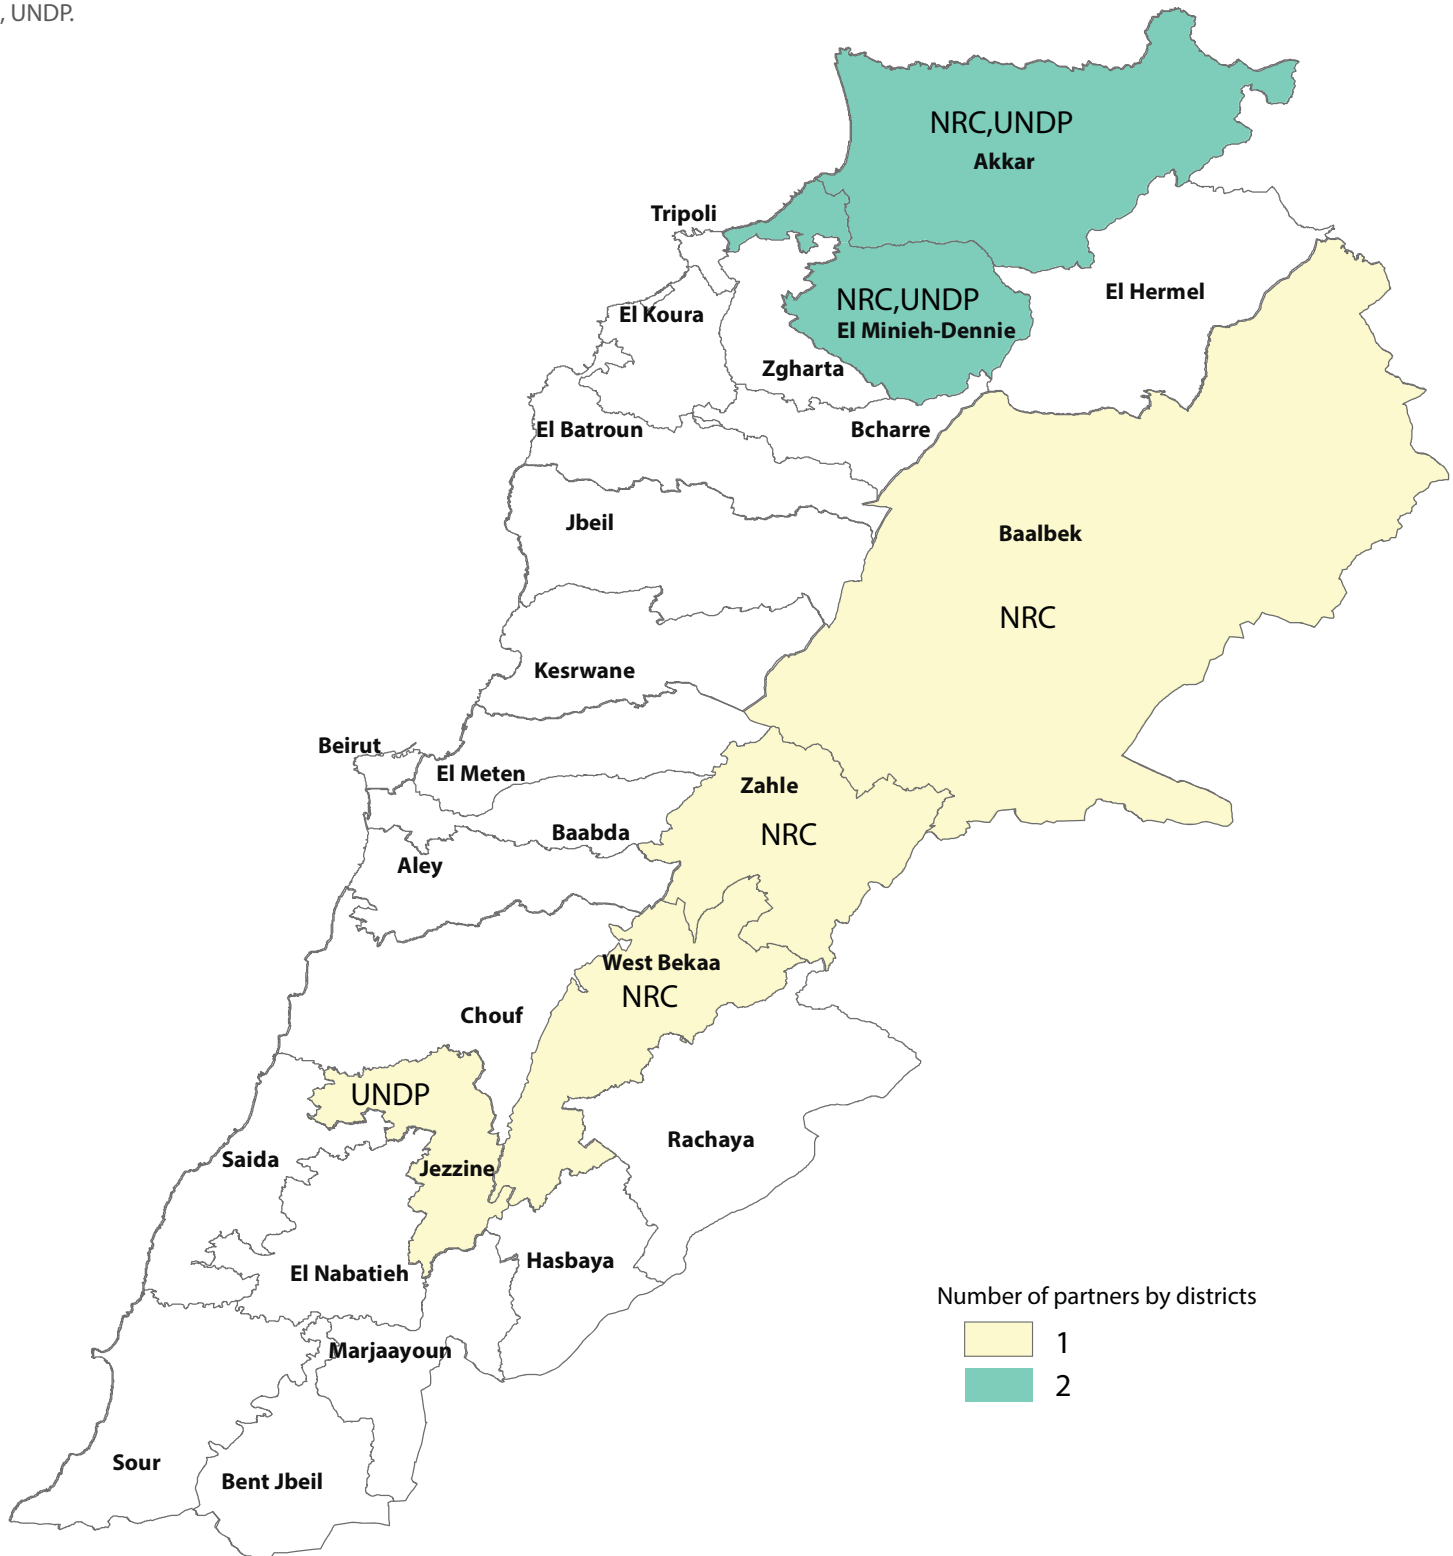 , UNDP.
NRC,UNDP
Akkar
Tripoli
El Hermel
NRC,UNDP
El Koura
El Minieh-Dennie
Zgharta
El Batroun
Bcharre
Jbeil
Baalbek
NRC
Kesrwane
Beirut
El Meten
Zahle
Baabda
NRC
Aley
West Bekaa
NRC
Chouf
UNDP
Rachaya
Saida
Jezzine
Hasbaya
El Nabatieh
Number of partners by districts
1
Marjaayoun
2
Sour
Bent Jbeil